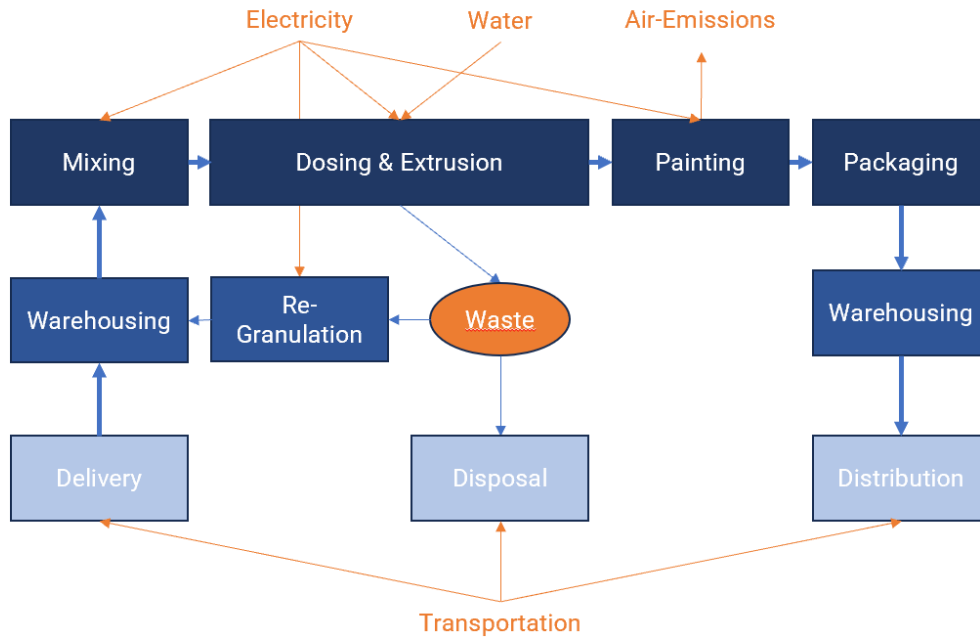 Electricity
Water
Air-Emissions
Mixing
Dosing & Extrusion
Painting
Packaging
Warehousing
Re-
Granulation
Waste
Warehousing
Delivery
Disposal
Distribution
Transportation